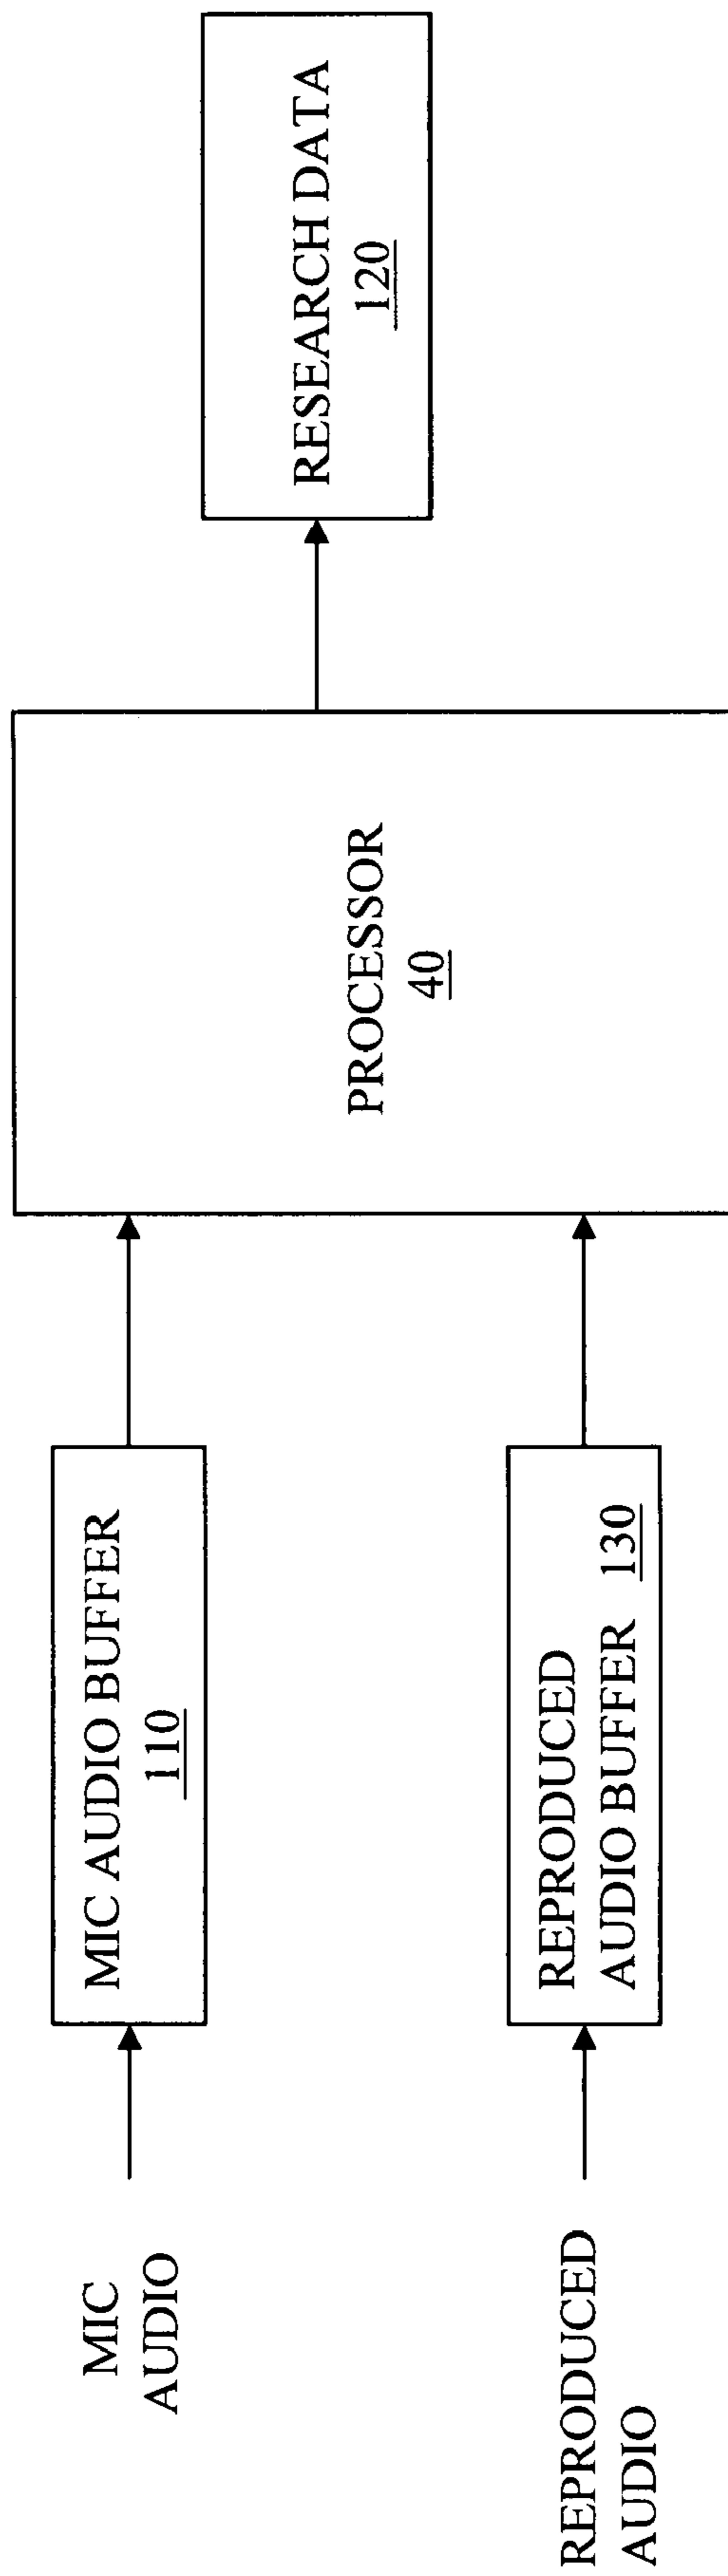 MIC
AUDIO
MIC AUDIO BUFFER
110
REPRODUCED
AUDIO
REPRODUCED
AUDIO BUFFER 130
PROCESSOR
40
RESEARCH DATA
120